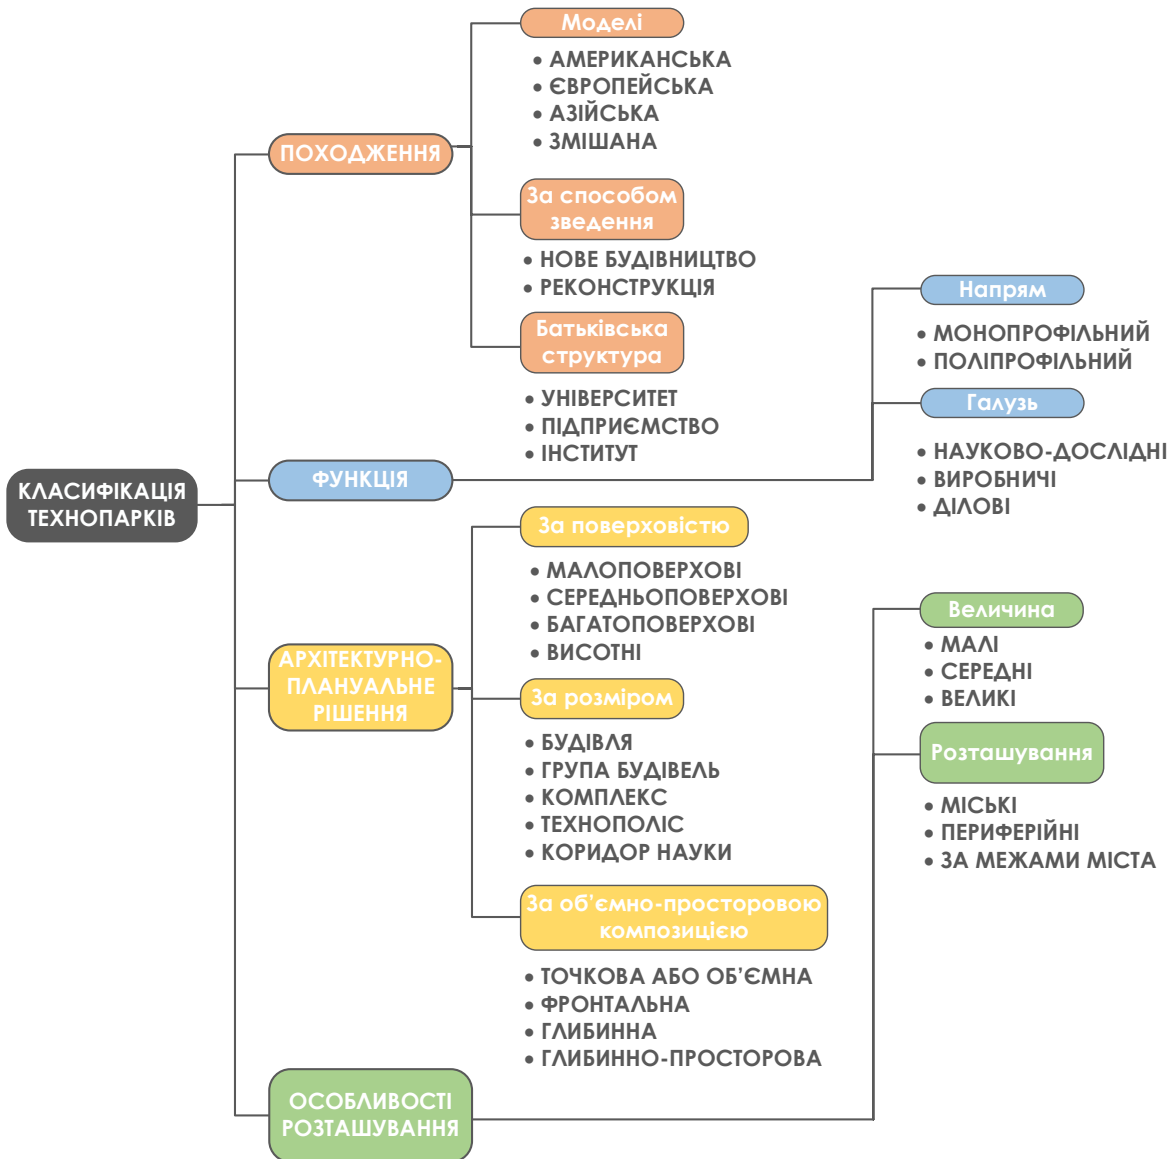 КЛАСИФІКАЦІЯ
ТЕХНОПАРКІВ
ПОХОДЖЕННЯ
Моделі
• АМЕРИКАНСЬКА
• ЄВРОПЕЙСЬКА
• АЗІЙСЬКА
• ЗМІШАНА
За способом
зведення
• НОВЕ БУДІВНИЦТВО
• РЕКОНСТРУКЦІЯ
Батьківська
структура
• УНІВЕРСИТЕТ
• ПІДПРИЄМСТВО
• ІНСТИТУТ
ФУНКЦІЯ
Напрям
• МОНОПРОФІЛЬНИЙ
• ПОЛІПРОФІЛЬНИЙ
Галузь
• НАУКОВО-ДОСЛІДНІ
• ВИРОБНИЧІ
• ДІЛОВІ
АРХІТЕКТУРНО-
ПЛАНУАЛЬНЕ
РІШЕННЯ
За поверховістю
• МАЛОПОВЕРХОВІ
• СЕРЕДНЬОПОВЕРХОВІ
• БАГАТОПОВЕРХОВІ
• ВИСОТНІ
За розміром
• БУДІВЛЯ
• ГРУПА БУДІВЕЛЬ
• КОМПЛЕКС
• ТЕХНОПОЛІС
• КОРИДОР НАУКИ
За об’ємно-просторовою
композицією
• ТОЧКОВА АБО ОБ’ЄМНА
• ФРОНТАЛЬНА
• ГЛИБИННА
• ГЛИБИННО-ПРОСТОРОВА
ОСОБЛИВОСТІ
РОЗТАШУВАННЯ
Величина
• МАЛІ
• СЕРЕДНІ
• ВЕЛИКІ
Розташування
• МІСЬКІ
• ПЕРИФЕРІЙНІ
• ЗА МЕЖАМИ МІСТА